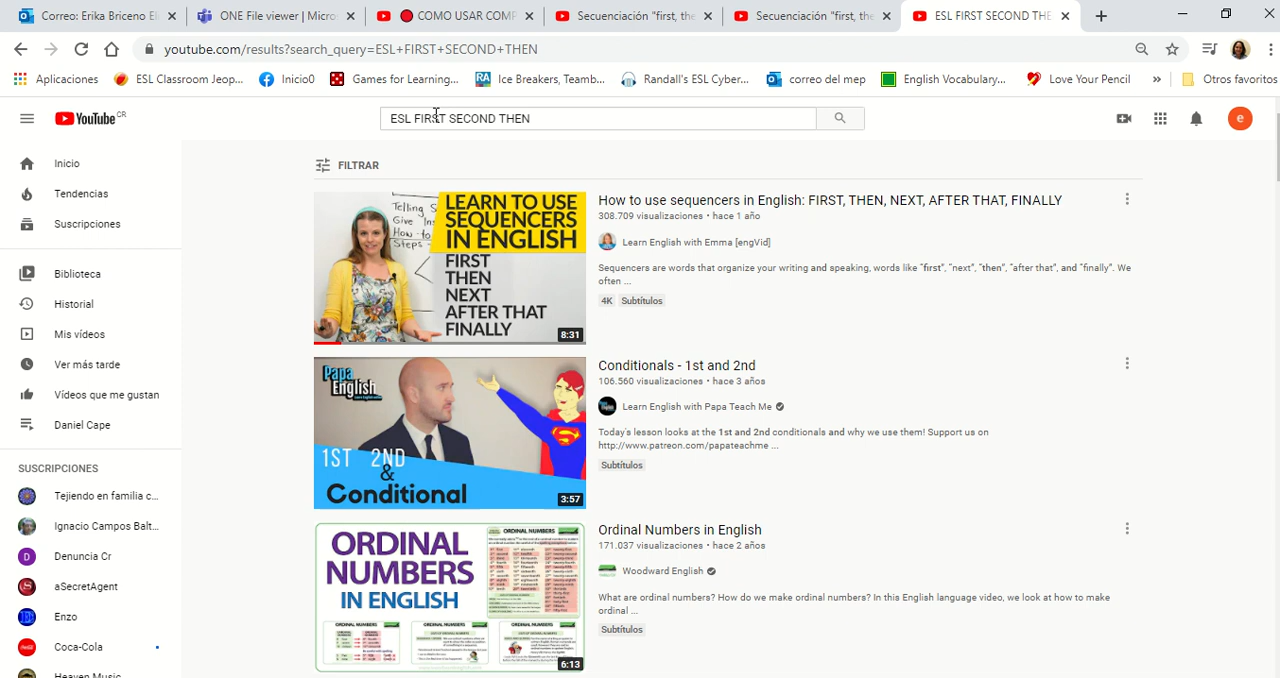 Correo: Erika Briceno El
ONE File viewer | Micros
COMO USAR COMP
Secuenciación "first, the
Secuenciación "first, the
ESL FIRST SECOND THE
youtube.com/results?search_query=ESL+FIRST+SECOND+THEN
Aplicaciones
ESL Classroom Jeop...
Inicio0
Games for Learning...
Ice Breakers, Teamb...
Randall's ESL Cyber...
correo del mep
English Vocabulary...
Love Your Pencil
»
Otros favoritos
YouTube CR
ESL FIRST SECOND THEN
e
Inicio
Tendencias
Suscripciones
Biblioteca
Historial
Mis vídeos
Ver más tarde
Vídeos que me gustan
Daniel Cape
SUSCRIPCIONES
Tejiendo en familia c...
Ignacio Campos Balt...
Denuncia Cr
aSecretAgent
Enzo
Coca-Cola
Heaven Music
FILTRAR
Telling S
Give
How-to
Steps
LEARN TO USE
SEQUENCERS
IN ENGLISH
FIRST
THEN
NEXT
AFTER THAT
FINALLY
8:31
How to use sequencers in English: FIRST, THEN, NEXT, AFTER THAT, FINALLY
308.709 visualizaciones • hace 1 año
Learn English with Emma [engVid]
Sequencers are words that organize your writing and speaking, words like "first", "next", "then", "after that", and "finally". We
often ...
4K Subtítulos
Papa
English
1ST 2ND
&
Conditional
3:57
Conditionals - 1st and 2nd
106.560 visualizaciones • hace 3 años
Learn English with Papa Teach Me
Today's lesson looks at the 1st and 2nd conditionals and why we use them! Support us on
http://www.patreon.com/papateachme ...
Subtítulos
ORDINAL
NUMBERS
IN ENGLISH
ORDINAL NUMBERS
6:13
Ordinal Numbers in English
171.037 visualizaciones • hace 2 años
Woodward English
What are ordinal numbers? How do we make ordinal numbers? In this English language video, we look at how to make
ordinal ...
Subtítulos